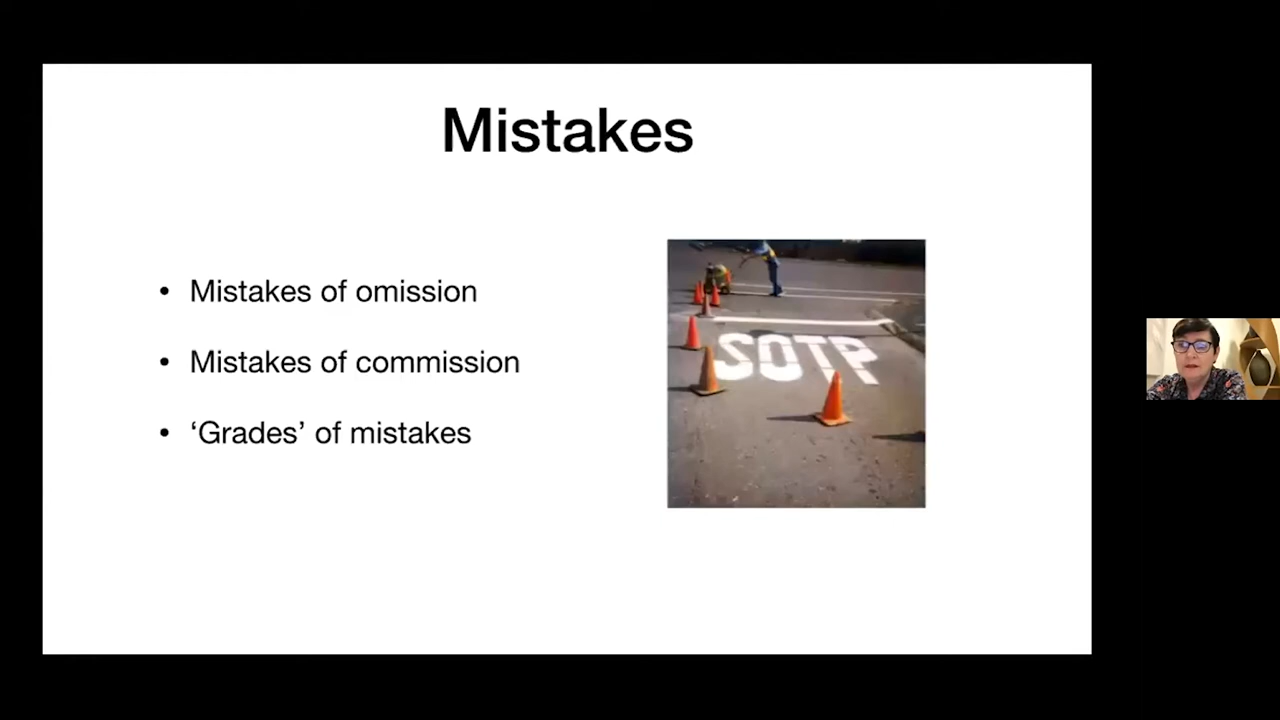 Mistakes
• Mistakes of omission
• Mistakes of commission
• ‘Grades’ of mistakes
SOTP